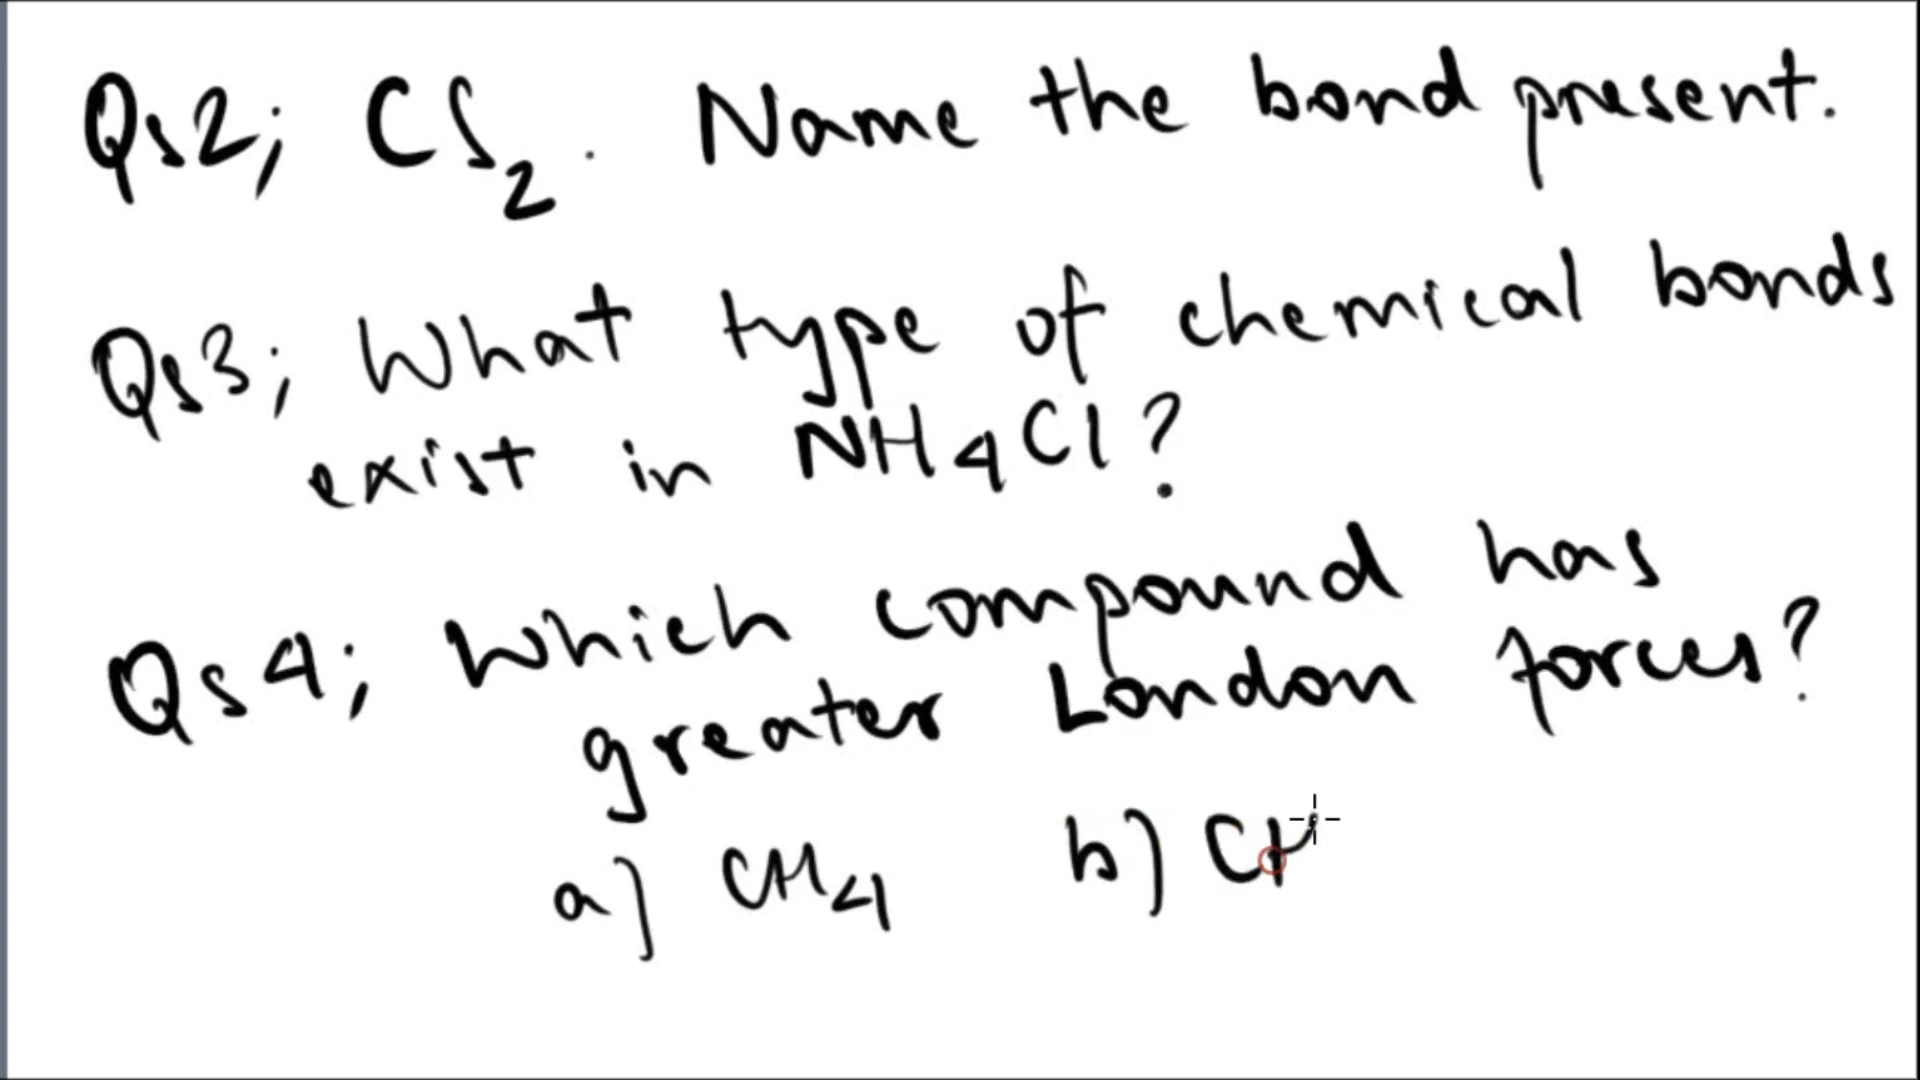 Qs2; CS2. Name the bond present.
Qs3; What type of chemical bonds
exist in NH4Cl?
Qs4; Which compound has
greater London forces?
a) CH4 b)